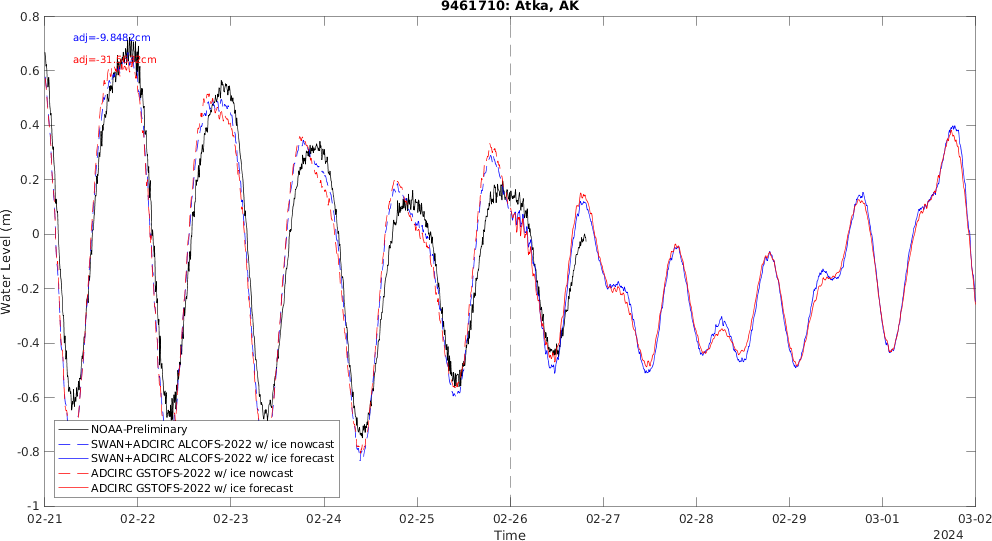 9461710: Atka, AK
0.8
adj=-9.8482cm
0.6
0.4
0.2
0
-0.2
-0.4
-0.6
-0.8
-1
Water Level (m)
NOAA-Preliminary
SWAN+ADCIRC ALCOFS-2022 w/ ice nowcast
SWAN+ADCIRC ALCOFS-2022 w/ ice forecast
ADCIRC GSTOFS-2022 w/ ice nowcast
ADCIRC GSTOFS-2022 w/ ice forecast
02-21 02-22 02-23 02-24 02-25 02-26 02-27 02-28 02-29 03-01 03-02
Time
2024